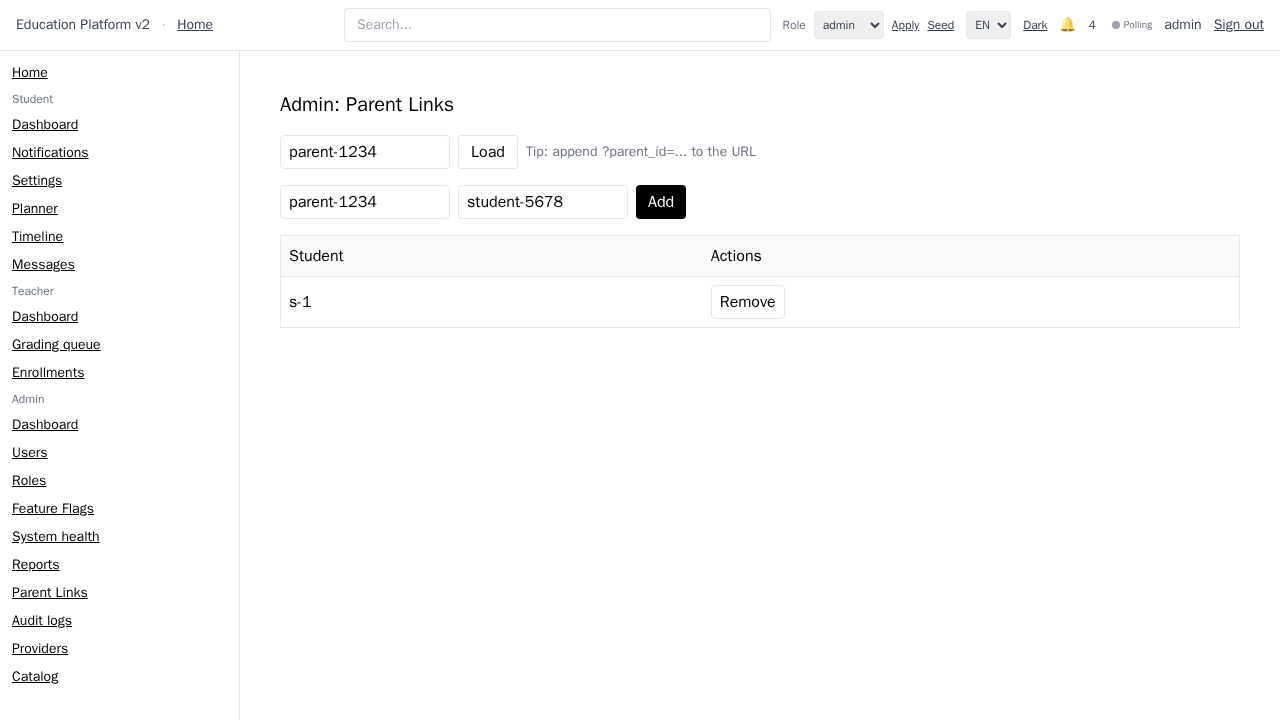 Education Platform v2 · Home
Search...
Role admin Apply Seed EN Dark 🔔 4 Polling admin Sign out
Home
Student
Dashboard
Notifications
Settings
Planner
Timeline
Messages
Teacher
Dashboard
Grading queue
Enrollments
Admin
Dashboard
Users
Roles
Feature Flags
System health
Reports
Parent Links
Audit logs
Providers
Catalog
Admin: Parent Links
parent-1234 Load Tip: append ?parent_id=... to the URL
parent-1234 student-5678 Add
Student Actions
s-1 Remove